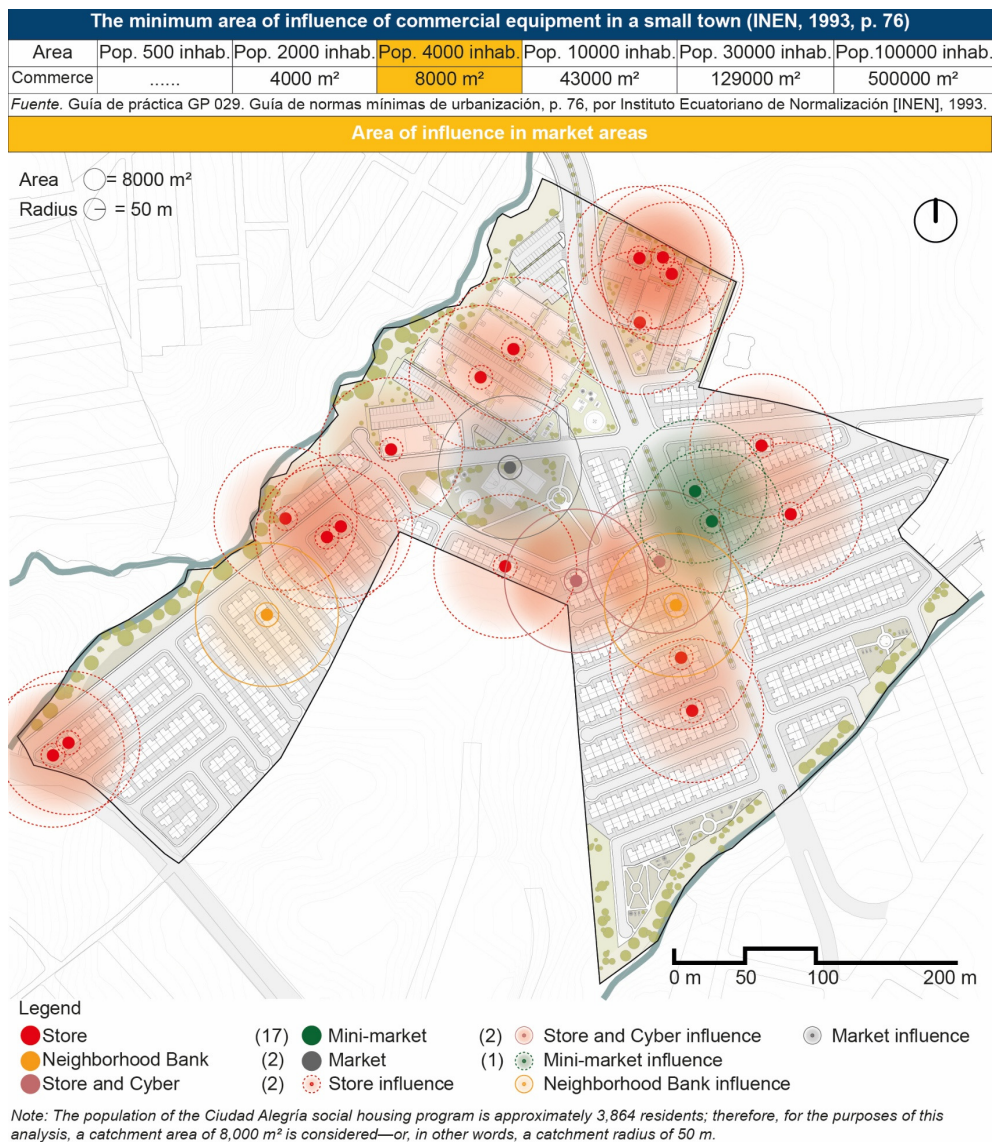 The minimum area of influence of commercial equipment in a small town (INEN, 1993, p. 76)
Area Pop. 500 inhab. Pop. 2000 inhab. Pop. 4000 inhab. Pop. 10000 inhab. Pop. 30000 inhab. Pop.100000 inhab.
Commerce ...... 4000 m² 8000 m² 43000 m² 129000 m² 500000 m²
Fuente. Guía de práctica GP 029. Guía de normas mínimas de urbanización, p. 76, por Instituto Ecuatoriano de Normalización [INEN], 1993.
Area of influence in market areas
Area = 8000 m²
Radius = 50 m
0 m 50 100 200 m
Legend
Store (17) Mini-market (2) Store and Cyber influence Market influence
Neighborhood Bank (2) Market (1) Mini-market influence
Store and Cyber (2) Store influence Neighborhood Bank influence
Note: The population of the Ciudad Alegría social housing program is approximately 3,864 residents; therefore, for the purposes of this
analysis, a catchment area of 8,000 m² is considered—or, in other words, a catchment radius of 50 m.